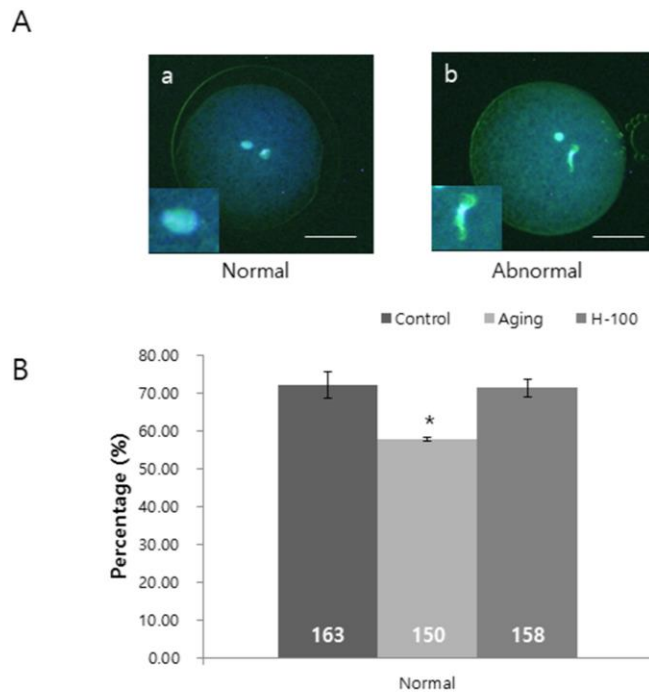 A
a
b
Normal
Abnormal
Control Aging H-100
B
80.00
70.00
60.00
50.00
40.00
30.00
20.00
10.00
0.00
Percentage (%)
*
163 150 158
Normal